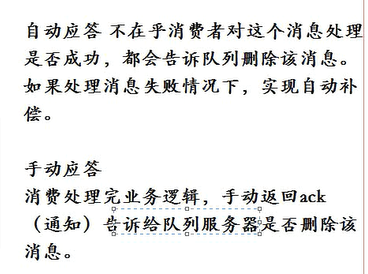 自动应答 不在乎消费者对这个消息处理
是否成功，都会告诉队列删除该消息。
如果处理消息失败情况下，实现自动补
偿。
手动应答
消费处理完业务逻辑，手动返回ack
（通知）告诉给队列服务器是否删除该
消息。